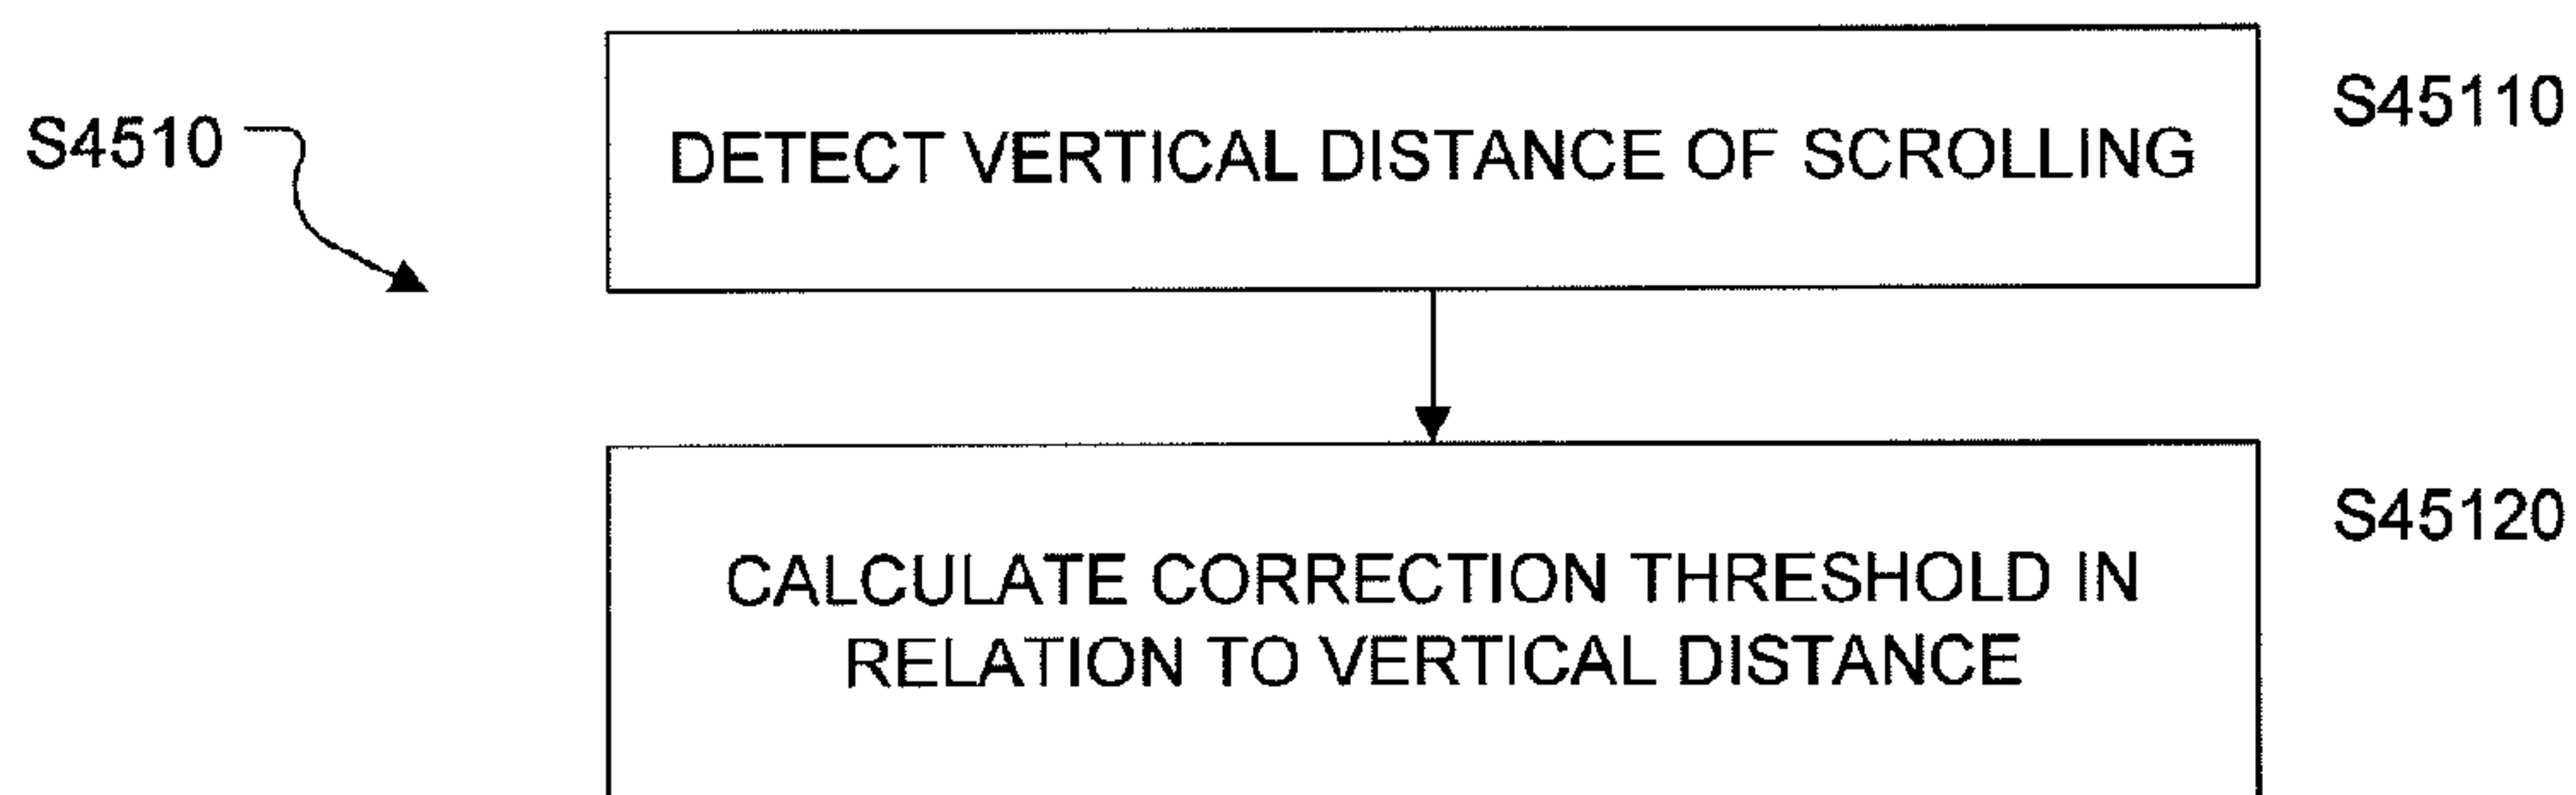 S4510
DETECT VERTICAL DISTANCE OF SCROLLING
S45110
CALCULATE CORRECTION THRESHOLD IN
RELATION TO VERTICAL DISTANCE
S45120